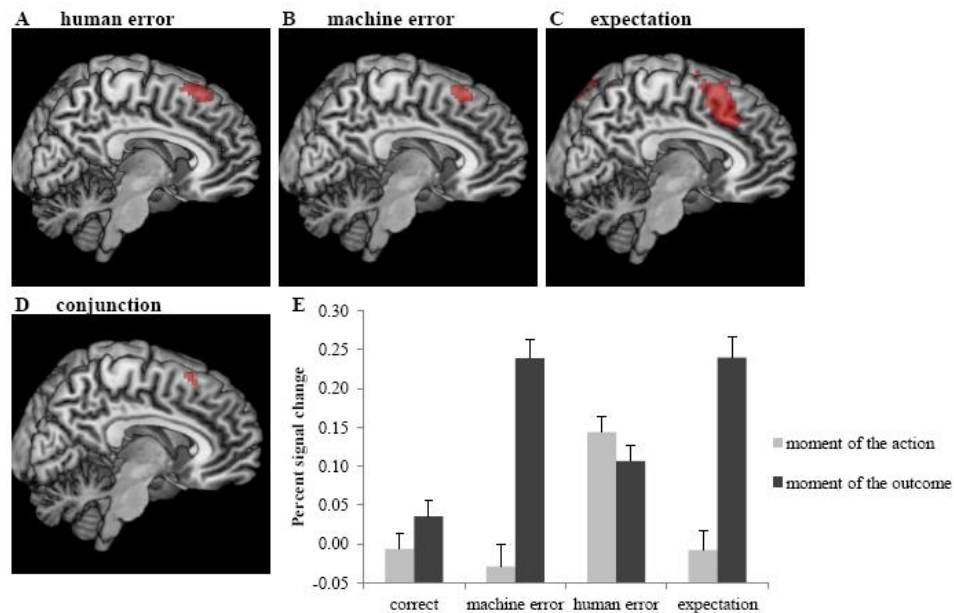 A human error
B machine error
C expectation
D conjunction
E
Percent signal change
0.30
0.25
0.20
0.15
0.10
0.05
0.00
-0.05
correct
machine error
human error
expectation
moment of the action
moment of the outcome